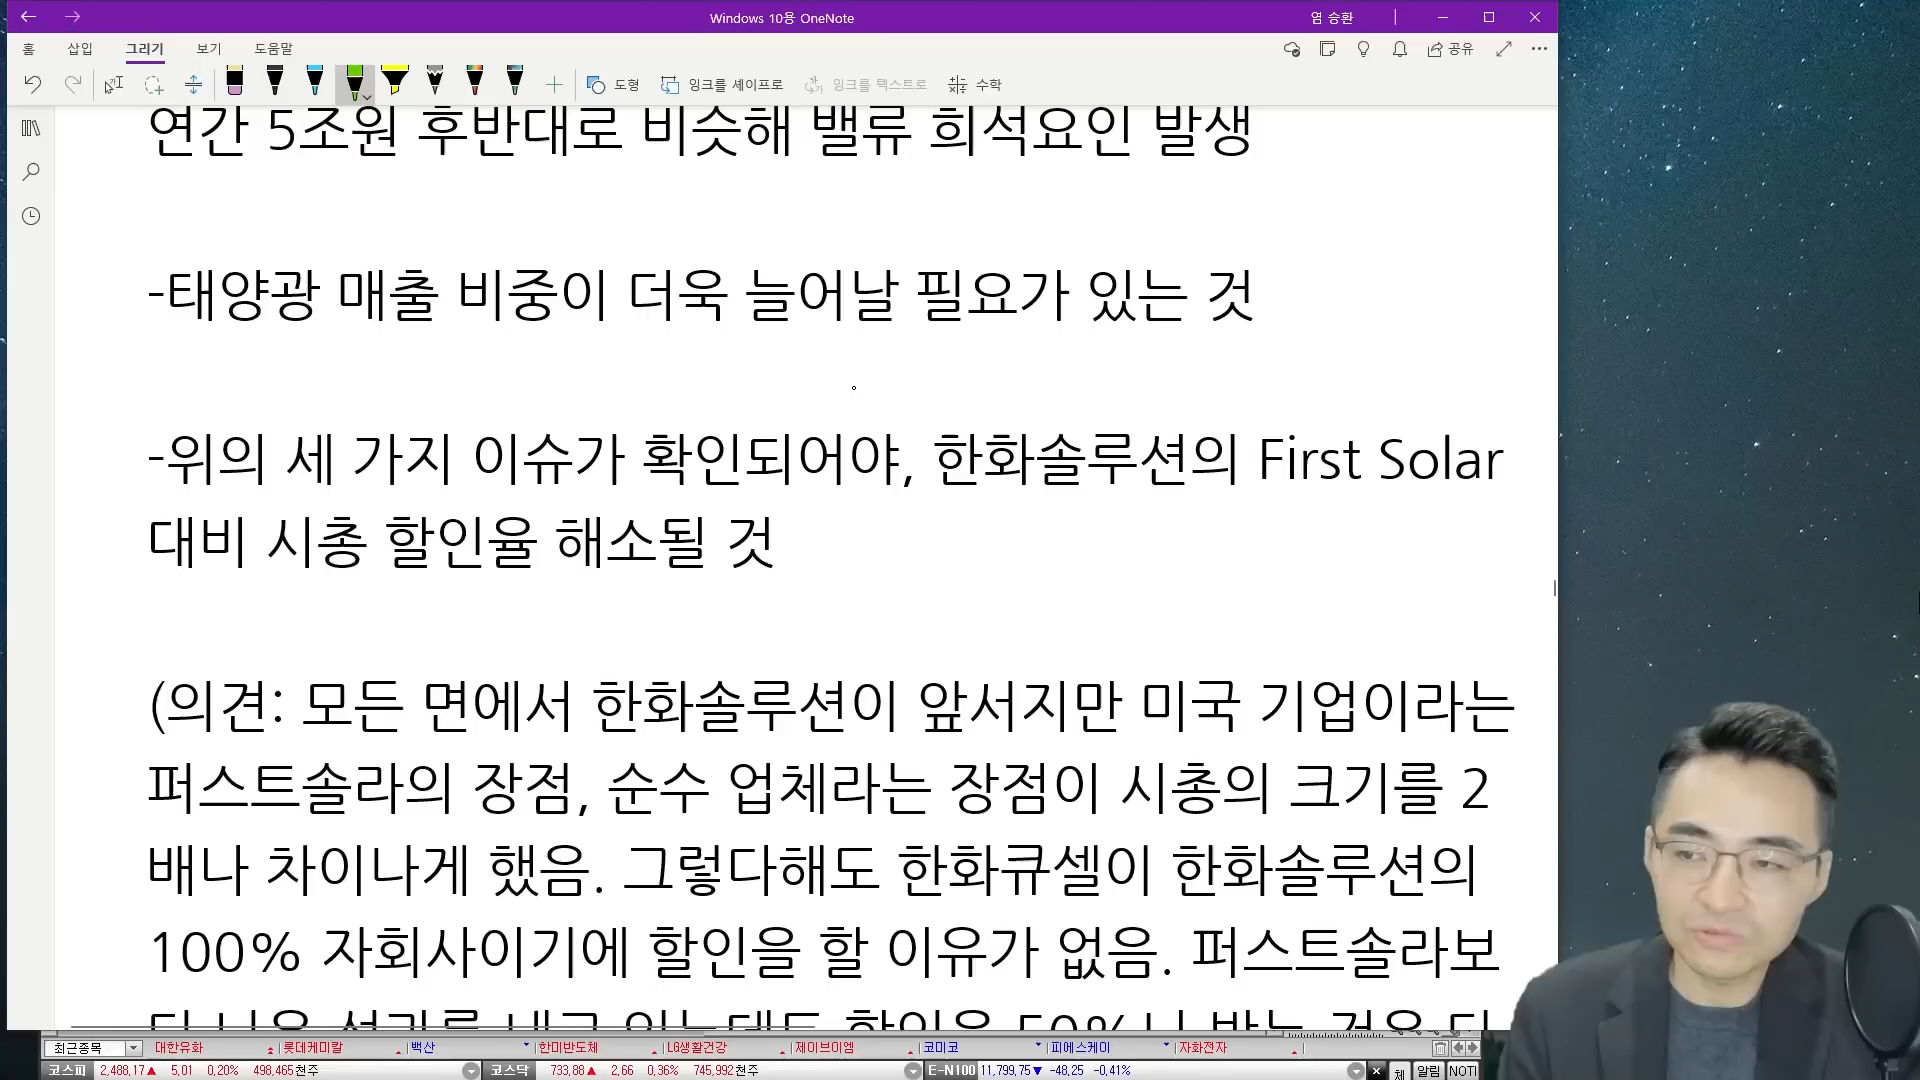 Windows 10용 OneNote
염 승환
홈 삽입 그리기 보기 도움말
공유
도형 잉크를 셰이프로 잉크를 텍스트로 수학
연간 5조원 후반대로 비슷해 밸류 희석요인 발생
-태양광 매출 비중이 더욱 늘어날 필요가 있는 것
-위의 세 가지 이슈가 확인되어야, 한화솔루션의 First Solar
대비 시총 할인율 해소될 것
(의견: 모든 면에서 한화솔루션이 앞서지만 미국 기업이라는
퍼스트솔라의 장점, 순수 업체라는 장점이 시총의 크기를 2
배나 차이나게 했음. 그렇다해도 한화큐셀이 한화솔루션의
100% 자회사이기에 할인을 할 이유가 없음. 퍼스트솔라보
최근종목 대한유화 롯데케미칼 백산 한미반도체 LG생활건강 제이브이엠 코미코 피에스케이 자화전자
코스피 2,488,17▲ 5,01 0,20% 498,465천주 코스닥 733,88▲ 2,66 0,36% 745,992천주 E-N100 11,799,75▼ -48,25 -0,41% 체 알림 NOTI